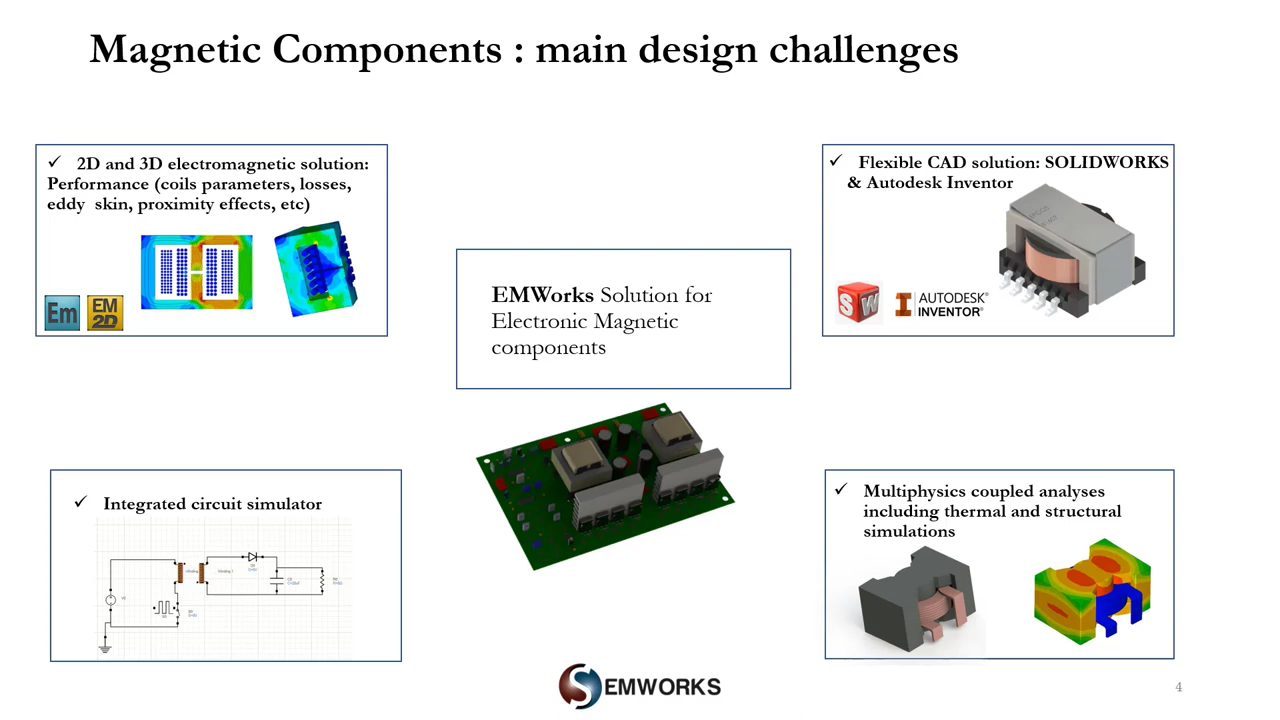 Magnetic Components : main design challenges
✓ 2D and 3D electromagnetic solution:
Performance (coils parameters, losses,
eddy skin, proximity effects, etc)
Em
EM
2D
✓ Flexible CAD solution: SOLIDWORKS
& Autodesk Inventor
SW
I AUTODESK®
INVENTOR®
EMWorks Solution for
Electronic Magnetic
components
✓ Integrated circuit simulator
✓ Multiphysics coupled analyses
including thermal and structural
simulations
EMWORKS
4